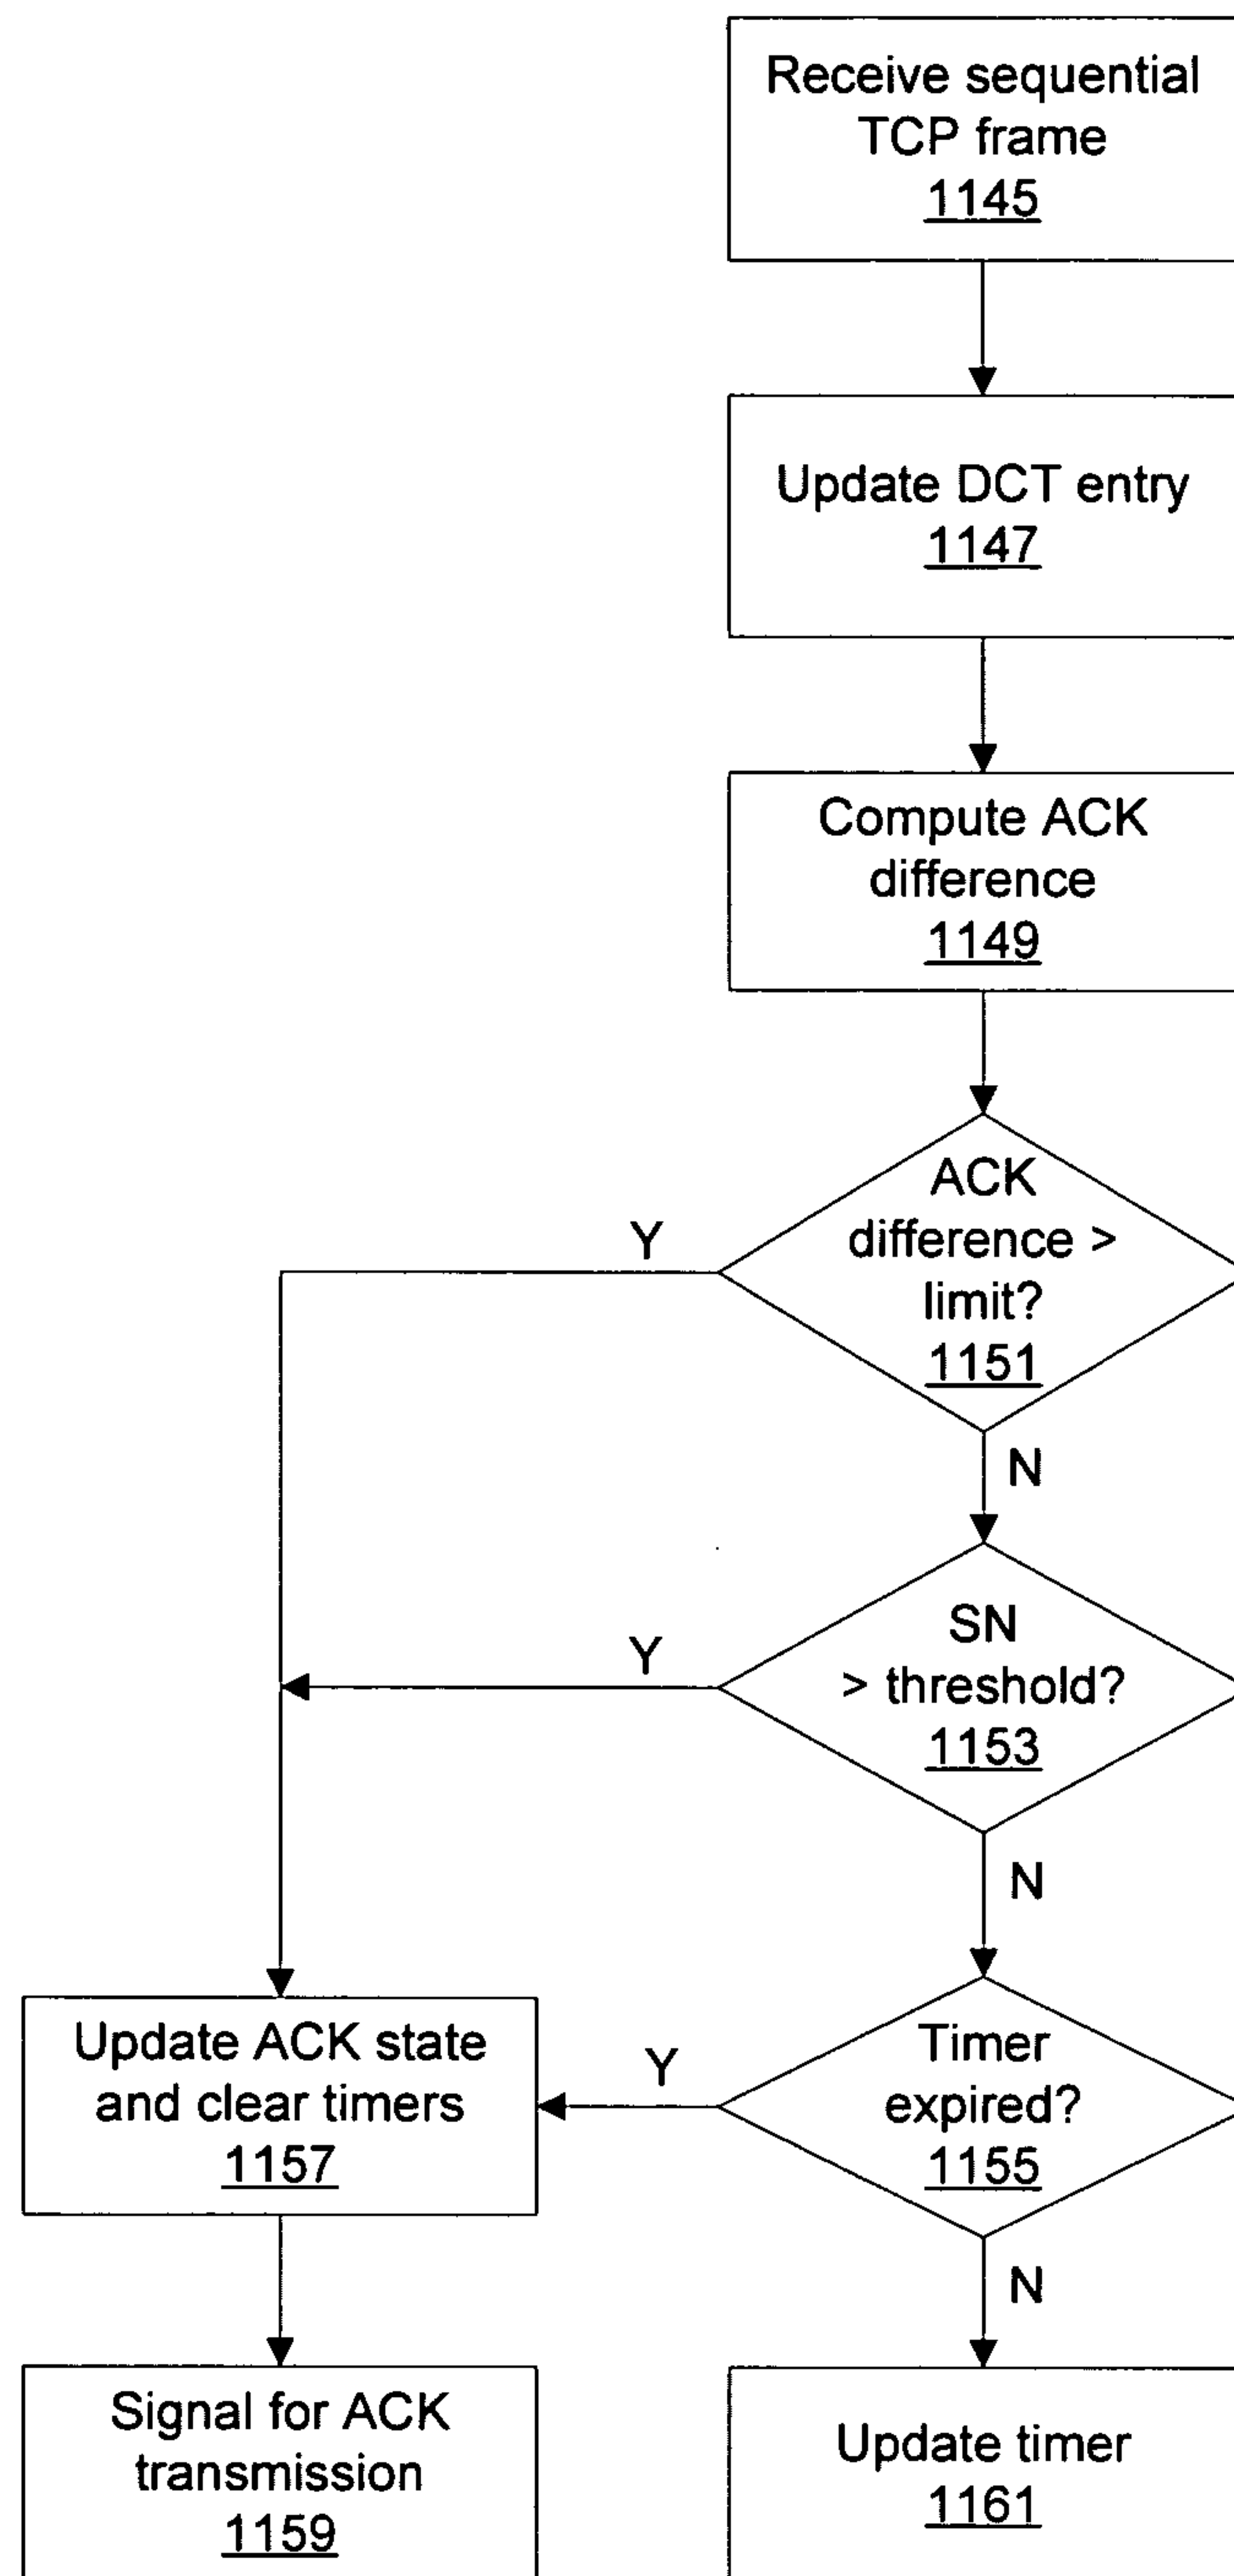 Receive sequential
TCP frame
1145
Update DCT entry
1147
Compute ACK
difference
1149
ACK
difference >
limit?
1151
Y
N
SN
> threshold?
1153
Y
N
Timer
expired?
1155
Y
N
Update ACK state
and clear timers
1157
Signal for ACK
transmission
1159
Update timer
1161